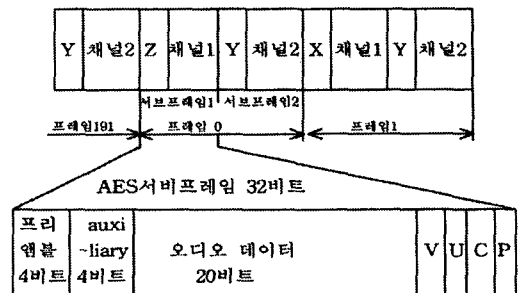 Y 채널2 Z 채널1 Y 채널2 X 채널1 Y 채널2
서브프레임1 서브프레임2
프레임191 프레임 0 프레임1
AES서비프레임 32비트
프리 auxi
앰블 ~liary 오디오 데이터 V U C P
4비트 4비트 20비트